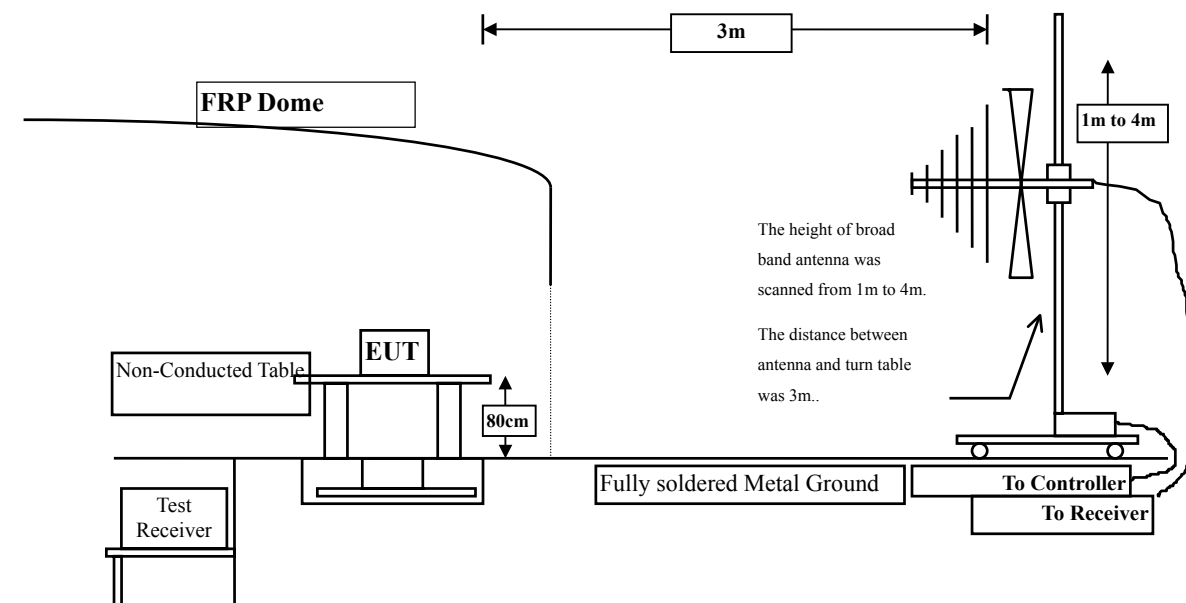 3m
FRP Dome
1m to 4m
The height of broad
band antenna was
scanned from 1m to 4m.
The distance between
antenna and turn table
was 3m..
EUT
Non-Conducted Table
80cm
Fully soldered Metal Ground
To Controller
To Receiver
Test
Receiver